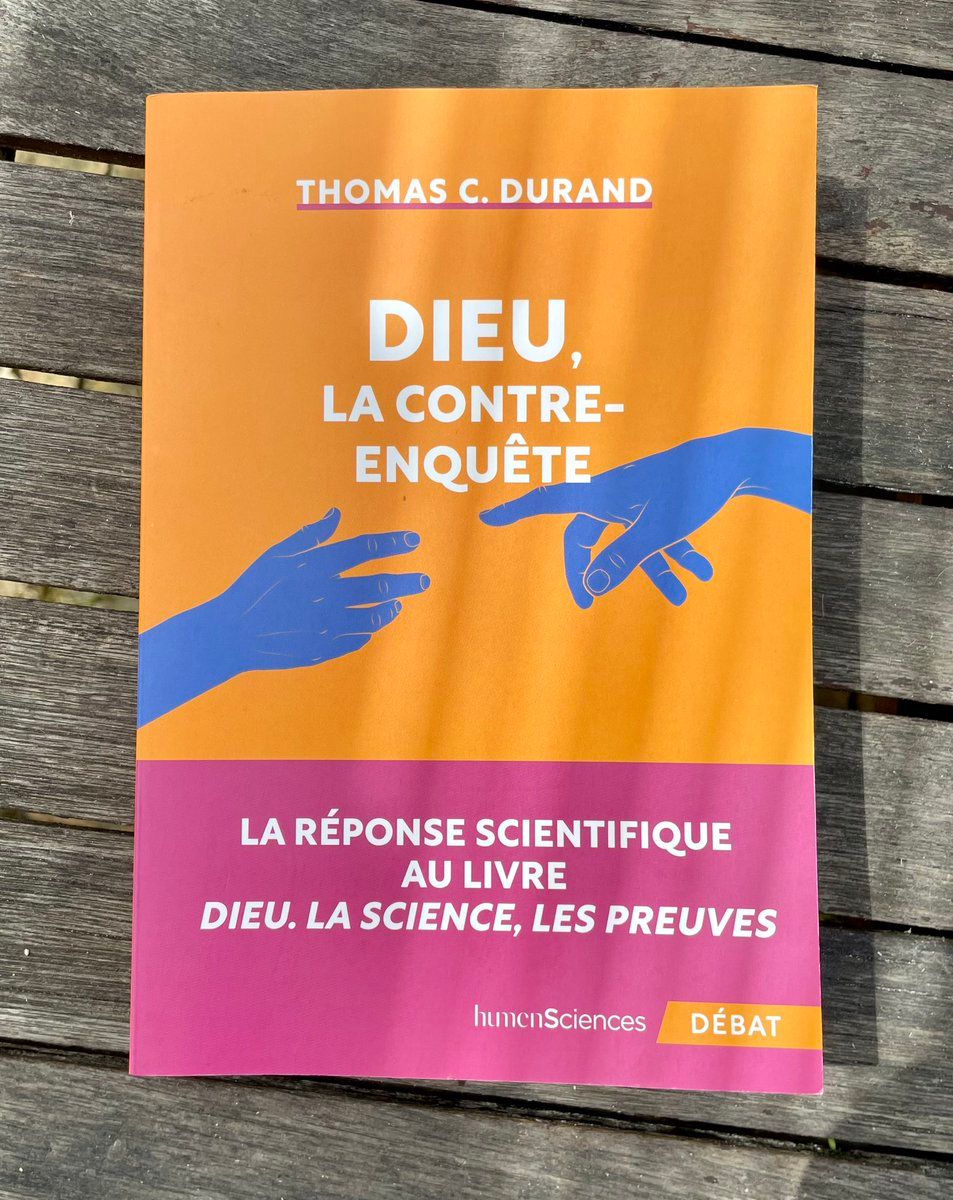 THOMAS C. DURAND
DIEU,
LA CONTRE-
ENQUÊTE
LA RÉPONSE SCIENTIFIQUE
AU LIVRE
DIEU. LA SCIENCE, LES PREUVES
humenSciences
DÉBAT